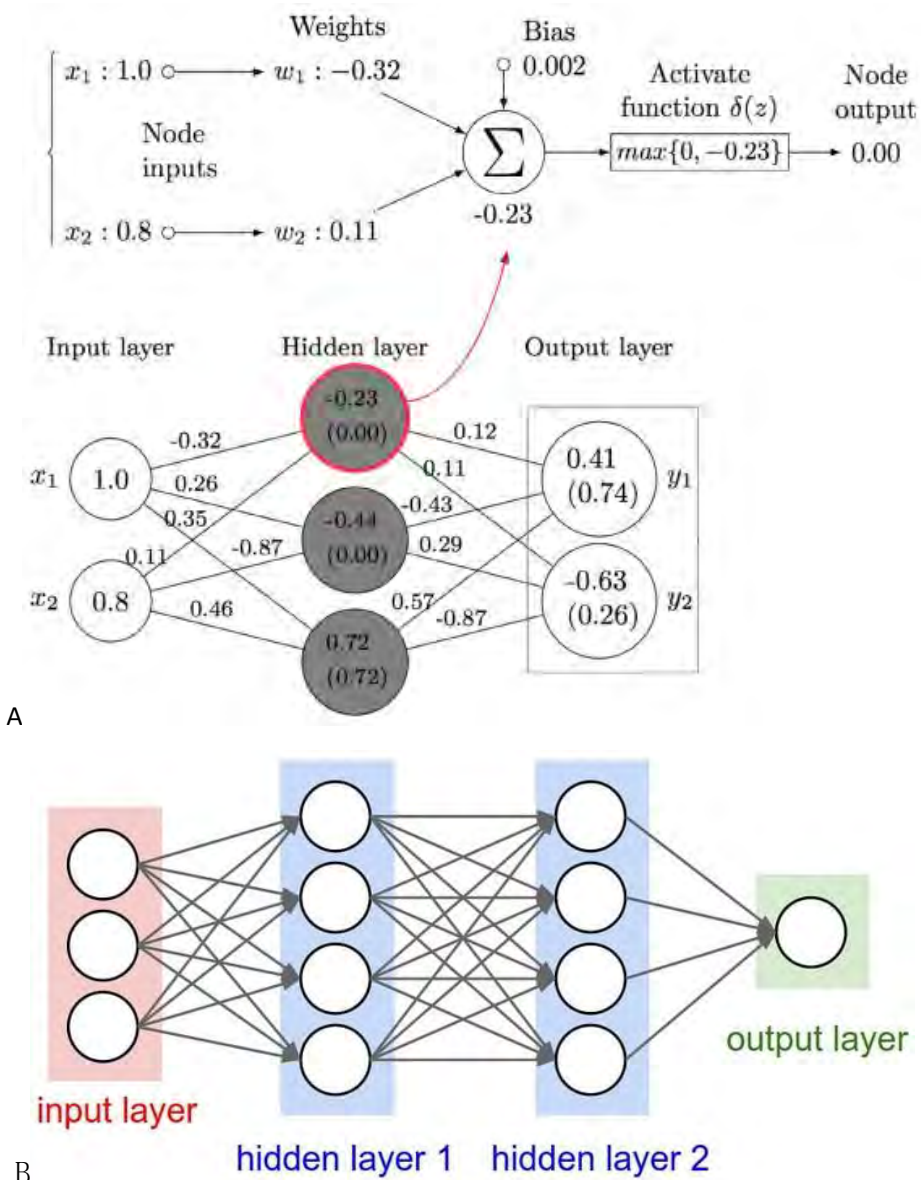 Weights
Bias
x₁ : 1.0
w₁ : −0.32
0.002
Activate
function δ(z)
Node
output
Node
inputs
∑
max{0, −0.23}
0.00
-0.23
x₂ : 0.8
w₂ : 0.11
Input layer
Hidden layer
Output layer
-0.23
(0.00)
-0.32
0.12
x₁
1.0
0.26
0.11
0.41
(0.74)
y₁
0.35
-0.44
(0.00)
-0.43
0.11
-0.87
0.29
x₂
0.8
0.46
0.57
-0.87
-0.63
(0.26)
y₂
0.72
(0.72)
A
input layer
hidden layer 1
hidden layer 2
output layer
B